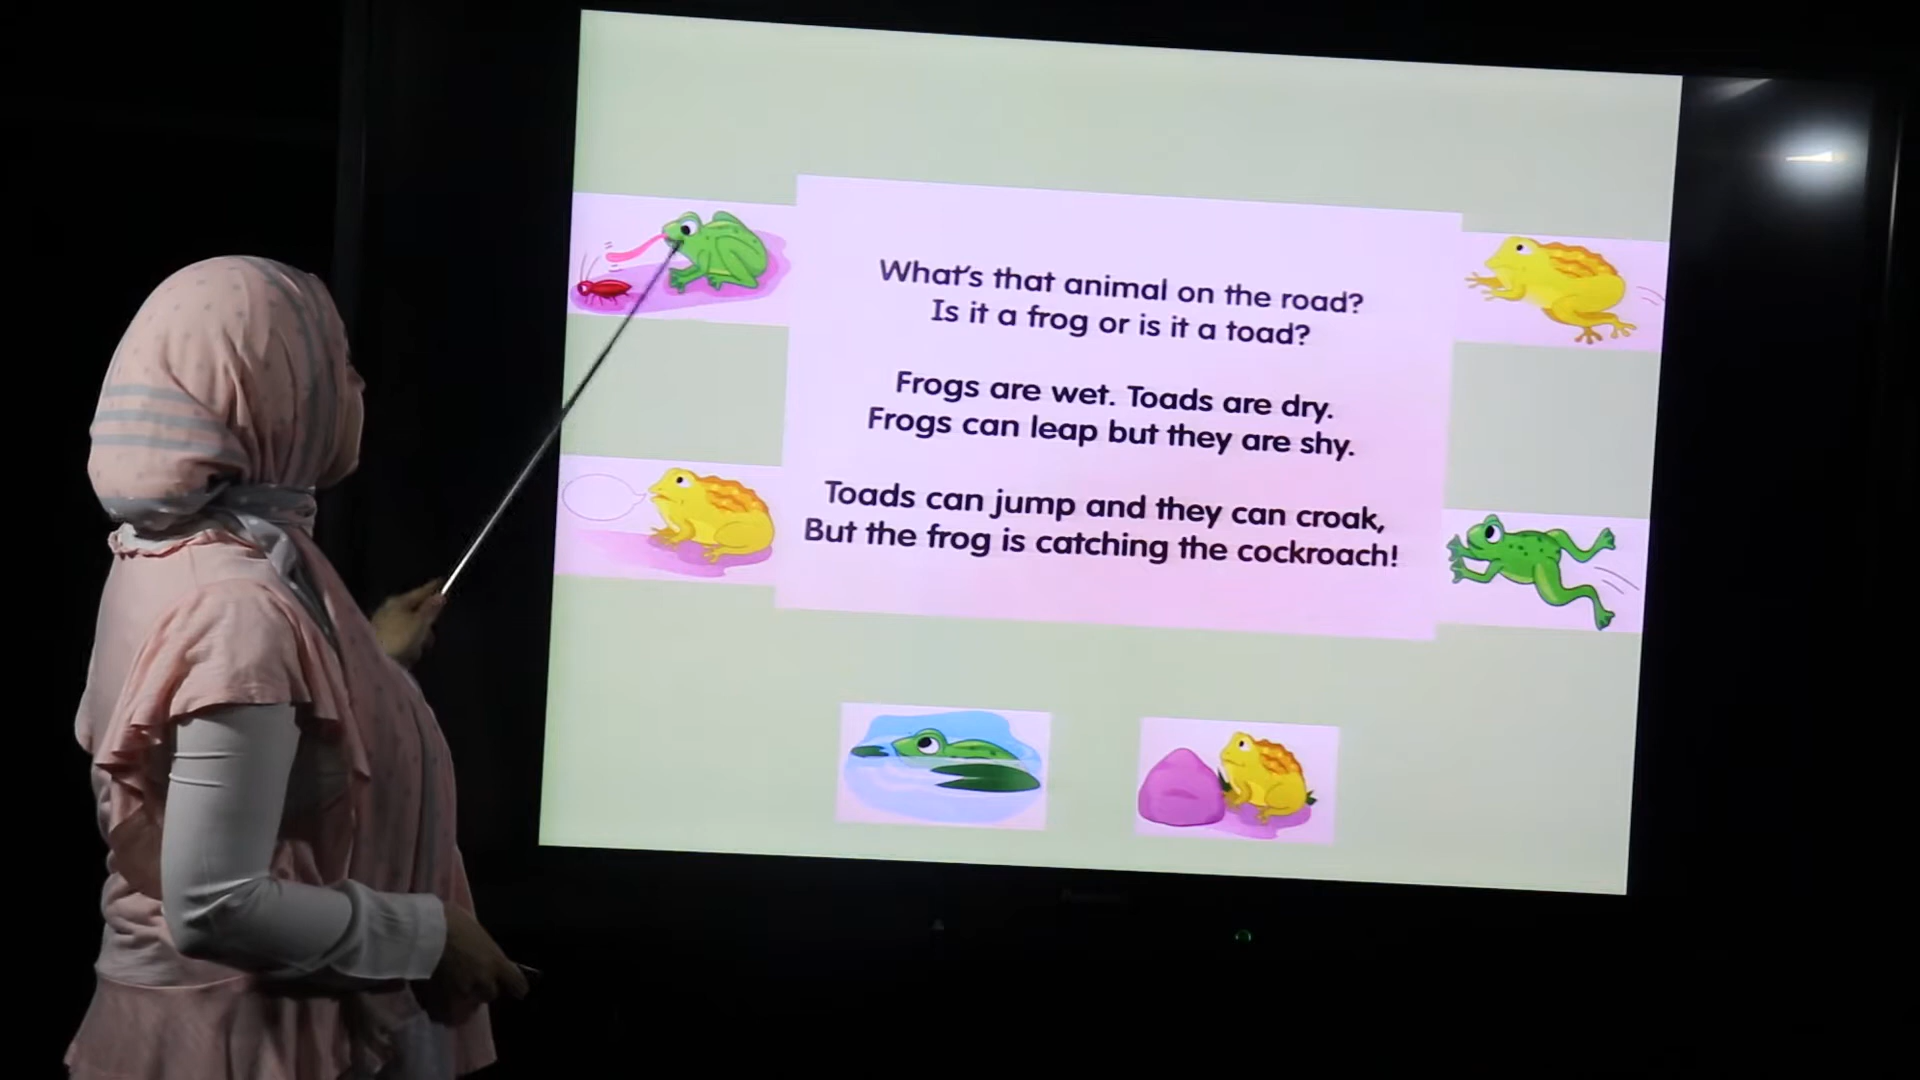 What's that animal on the road?
Is it a frog or is it a toad?
Frogs are wet. Toads are dry.
Frogs can leap but they are shy.
Toads can jump and they can croak,
But the frog is catching the cockroach!